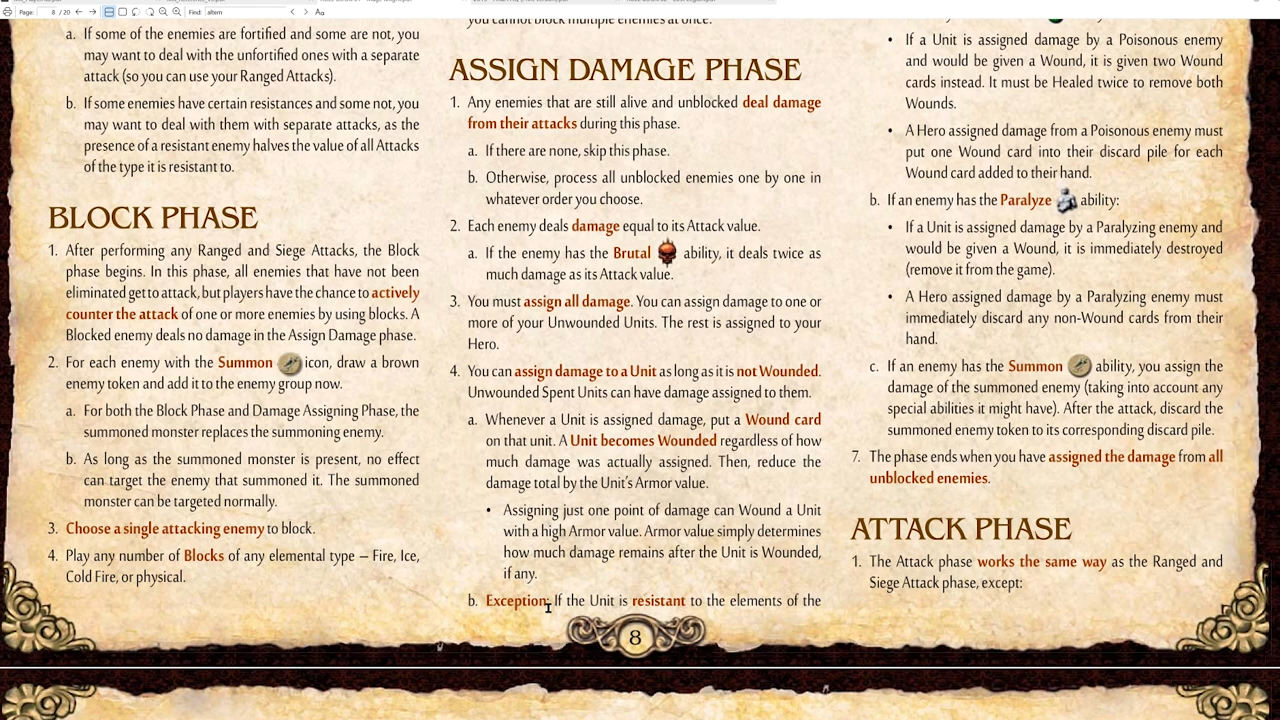 Page: 8 / 20 Find: altem
a. If some of the enemies are fortified and some are not, you
may want to deal with the unfortified ones with a separate
attack (so you can use your Ranged Attacks).
b. If some enemies have certain resistances and some not, you
may want to deal with them with separate attacks, as the
presence of a resistant enemy halves the value of all Attacks
of the type it is resistant to.
BLOCK PHASE
1. After performing any Ranged and Siege Attacks, the Block
phase begins. In this phase, all enemies that have not been
eliminated get to attack, but players have the chance to actively
counter the attack of one or more enemies by using blocks. A
Blocked enemy deals no damage in the Assign Damage phase.
2. For each enemy with the Summon icon, draw a brown
enemy token and add it to the enemy group now.
a. For both the Block Phase and Damage Assigning Phase, the
summoned monster replaces the summoning enemy.
b. As long as the summoned monster is present, no effect
can target the enemy that summoned it. The summoned
monster can be targeted normally.
3. Choose a single attacking enemy to block.
4. Play any number of Blocks of any elemental type – Fire, Ice,
Cold Fire, or physical.
you cannot block multiple enemies at once.
ASSIGN DAMAGE PHASE
1. Any enemies that are still alive and unblocked deal damage
from their attacks during this phase.
a. If there are none, skip this phase.
b. Otherwise, process all unblocked enemies one by one in
whatever order you choose.
2. Each enemy deals damage equal to its Attack value.
a. If the enemy has the Brutal ability, it deals twice as
much damage as its Attack value.
3. You must assign all damage. You can assign damage to one or
more of your Unwounded Units. The rest is assigned to your
Hero.
4. You can assign damage to a Unit as long as it is not Wounded.
Unwounded Spent Units can have damage assigned to them.
a. Whenever a Unit is assigned damage, put a Wound card
on that unit. A Unit becomes Wounded regardless of how
much damage was actually assigned. Then, reduce the
damage total by the Unit's Armor value.
• Assigning just one point of damage can Wound a Unit
with a high Armor value. Armor value simply determines
how much damage remains after the Unit is Wounded,
if any.
b. Exception: If the Unit is resistant to the elements of the
• If a Unit is assigned damage by a Poisonous enemy
and would be given a Wound, it is given two Wound
cards instead. It must be Healed twice to remove both
Wounds.
• A Hero assigned damage from a Poisonous enemy must
put one Wound card into their discard pile for each
Wound card added to their hand.
b. If an enemy has the Paralyze ability:
• If a Unit is assigned damage by a Paralyzing enemy and
would be given a Wound, it is immediately destroyed
(remove it from the game).
• A Hero assigned damage by a Paralyzing enemy must
immediately discard any non-Wound cards from their
hand.
c. If an enemy has the Summon ability, you assign the
damage of the summoned enemy (taking into account any
special abilities it might have). After the attack, discard the
summoned enemy token to its corresponding discard pile.
7. The phase ends when you have assigned the damage from all
unblocked enemies.
ATTACK PHASE
1. The Attack phase works the same way as the Ranged and
Siege Attack phase, except:
8